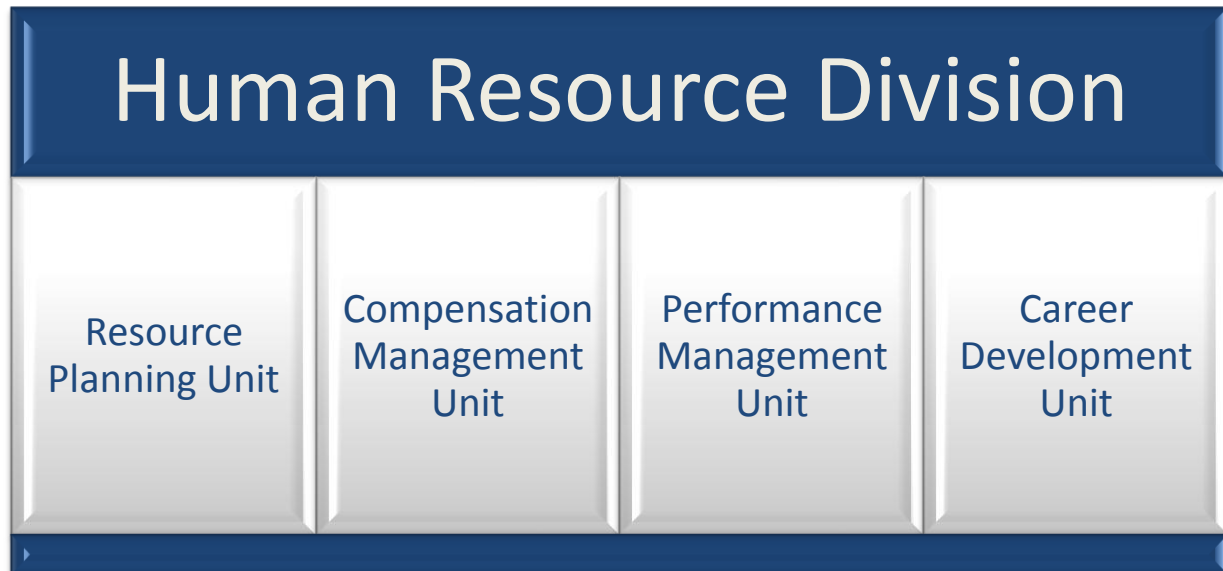 Human Resource Division
Resource
Planning Unit
Compensation
Management
Unit
Performance
Management
Unit
Career
Development
Unit